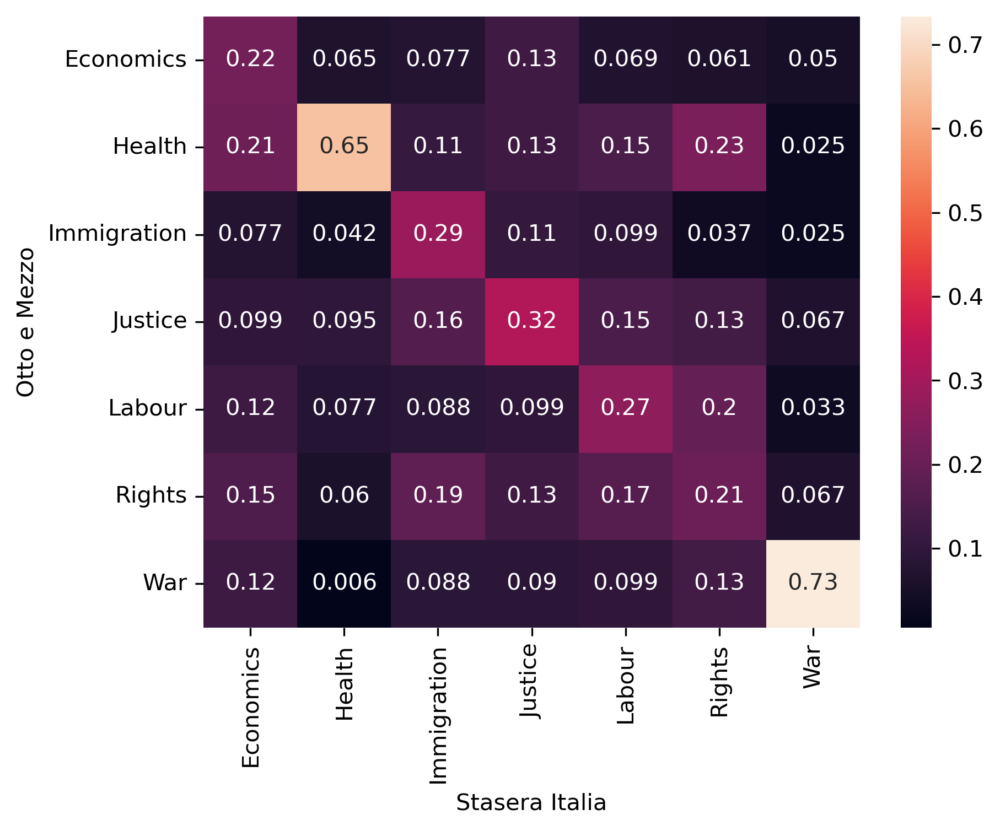 Economics 0.22 0.065 0.077 0.13 0.069 0.061 0.05
Health 0.21 0.65 0.11 0.13 0.15 0.23 0.025
Immigration 0.077 0.042 0.29 0.11 0.099 0.037 0.025
Justice 0.099 0.095 0.16 0.32 0.15 0.13 0.067
Labour 0.12 0.077 0.088 0.099 0.27 0.2 0.033
Rights 0.15 0.06 0.19 0.13 0.17 0.21 0.067
War 0.12 0.006 0.088 0.09 0.099 0.13 0.73
Otto e Mezzo
Economics Health Immigration Justice Labour Rights War
Stasera Italia
0.7
0.6
0.5
0.4
0.3
0.2
0.1